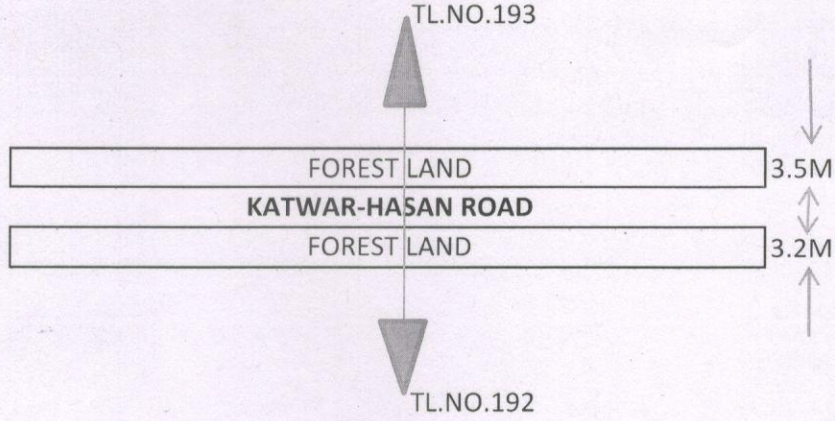 TL.NO.193
FOREST LAND 3.5M
KATWAR-HASAN ROAD
FOREST LAND 3.2M
TL.NO.192